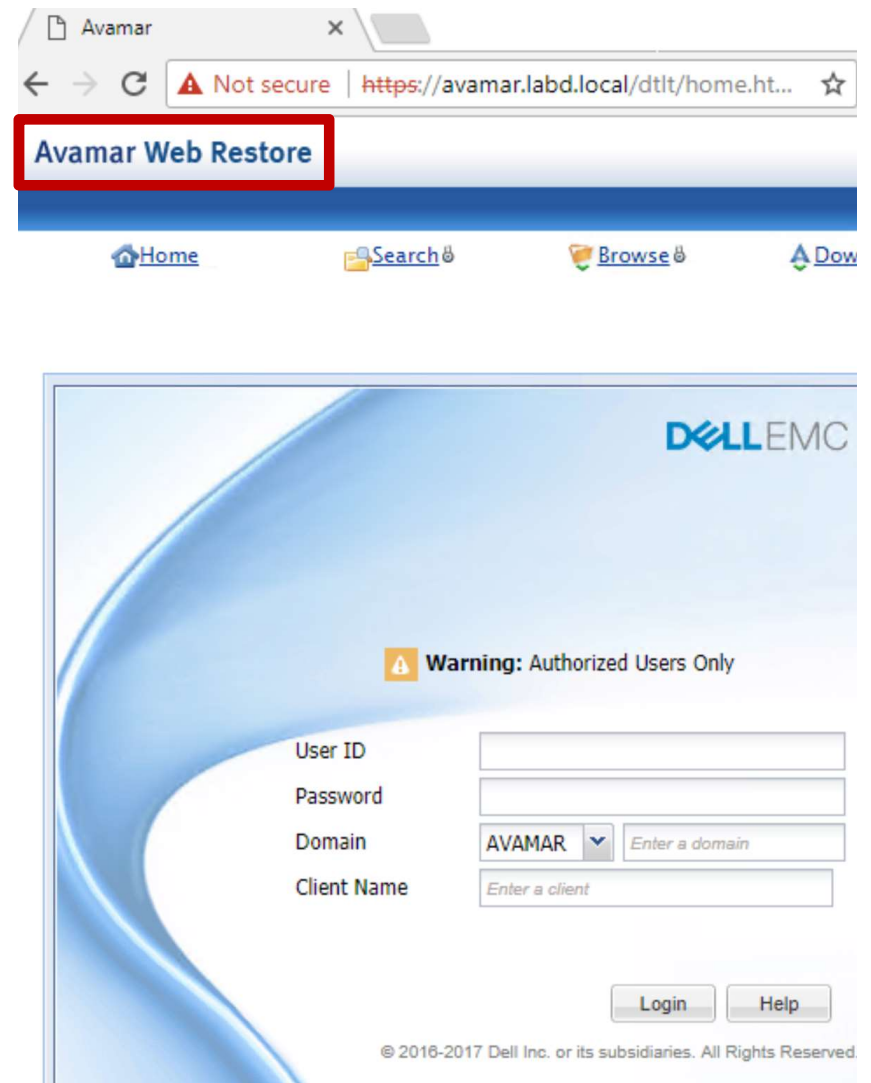 Avamar
Not secure | https://avamar.labd.local/dtlt/home.ht...
Avamar Web Restore
Home Search Browse Dow
DELLEMC
Warning: Authorized Users Only
User ID
Password
Domain AVAMAR Enter a domain
Client Name Enter a client
Login Help
© 2016-2017 Dell Inc. or its subsidiaries. All Rights Reserved.